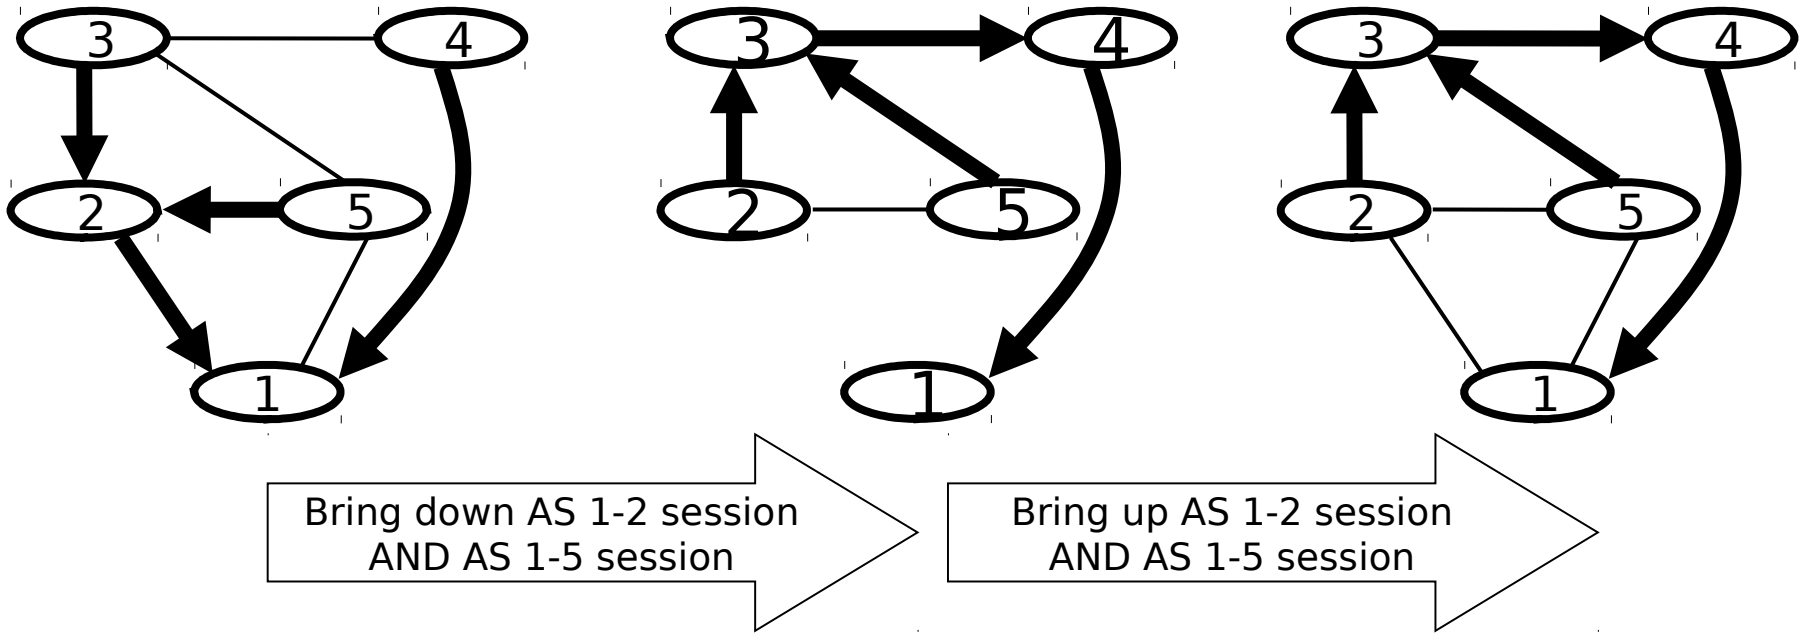 3 4
2 5
1
3 4
2 5
1
3 4
2 5
1
Bring down AS 1-2 session
AND AS 1-5 session
Bring up AS 1-2 session
AND AS 1-5 session